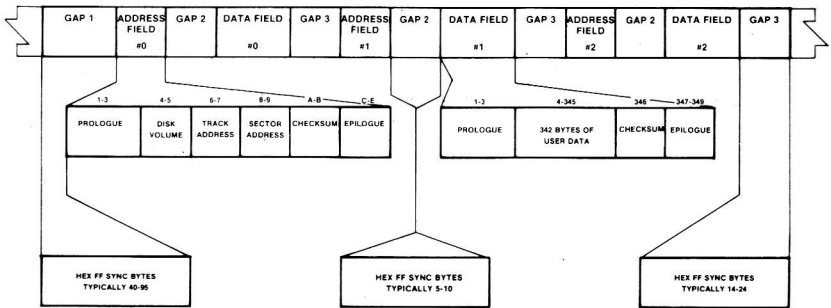 GAP 1
ADDRESS
FIELD
#0
GAP 2
DATA FIELD
#0
GAP 3
ADDRESS
FIELD
#1
GAP 2
DATA FIELD
#1
GAP 3
ADDRESS
FIELD
#2
GAP 2
DATA FIELD
#2
GAP 3
1-3
4-5
6-7
8-9
A-B
C-E
PROLOGUE
DISK
VOLUME
TRACK
ADDRESS
SECTOR
ADDRESS
CHECKSUM
EPILOGUE
1-3
4-345
346
347-349
PROLOGUE
342 BYTES OF
USER DATA
CHECKSUM
EPILOGUE
HEX FF SYNC BYTES
TYPICALLY 40-95
HEX FF SYNC BYTES
TYPICALLY 5-10
HEX FF SYNC BYTES
TYPICALLY 14-24